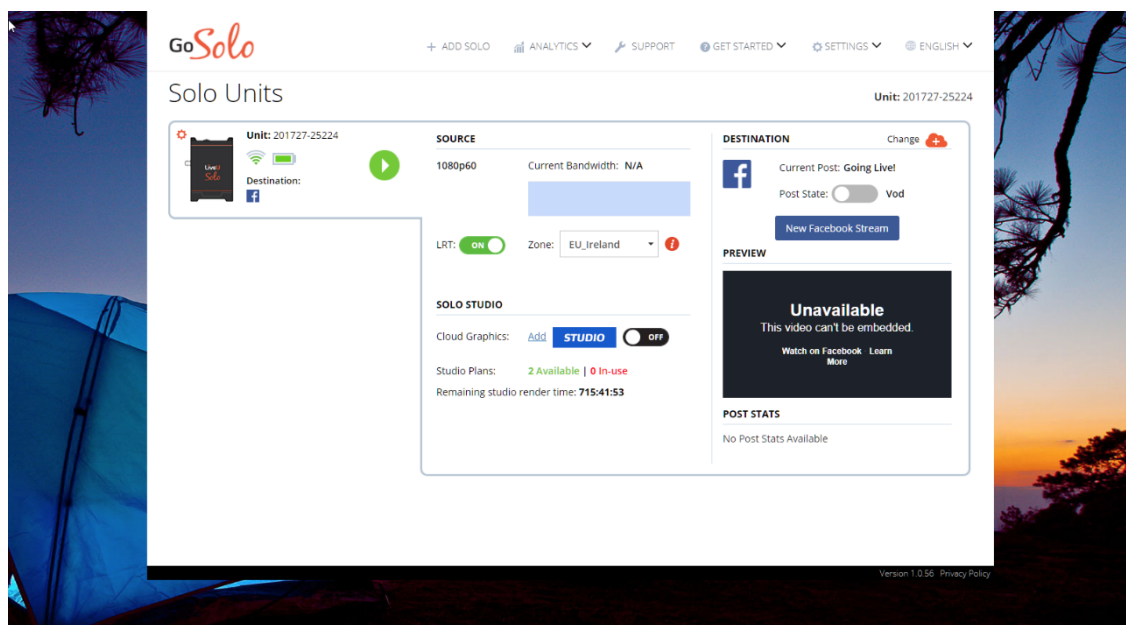 GoSolo
+ ADD SOLO ANALYTICS SUPPORT GET STARTED SETTINGS ENGLISH
Solo Units
Unit: 201727-25224
Unit: 201727-25224
LiveU
Solo
Destination:
SOURCE
1080p60 Current Bandwidth: N/A
LRT: ON Zone: EU_Ireland
SOLO STUDIO
Cloud Graphics: Add STUDIO OFF
Studio Plans: 2 Available | 0 In-use
Remaining studio render time: 715:41:53
DESTINATION Change
Current Post: Going Live!
Post State: Vod
New Facebook Stream
PREVIEW
Unavailable
This video can't be embedded.
Watch on Facebook · Learn
More
POST STATS
No Post Stats Available
Version 1.0.56 Privacy Policy